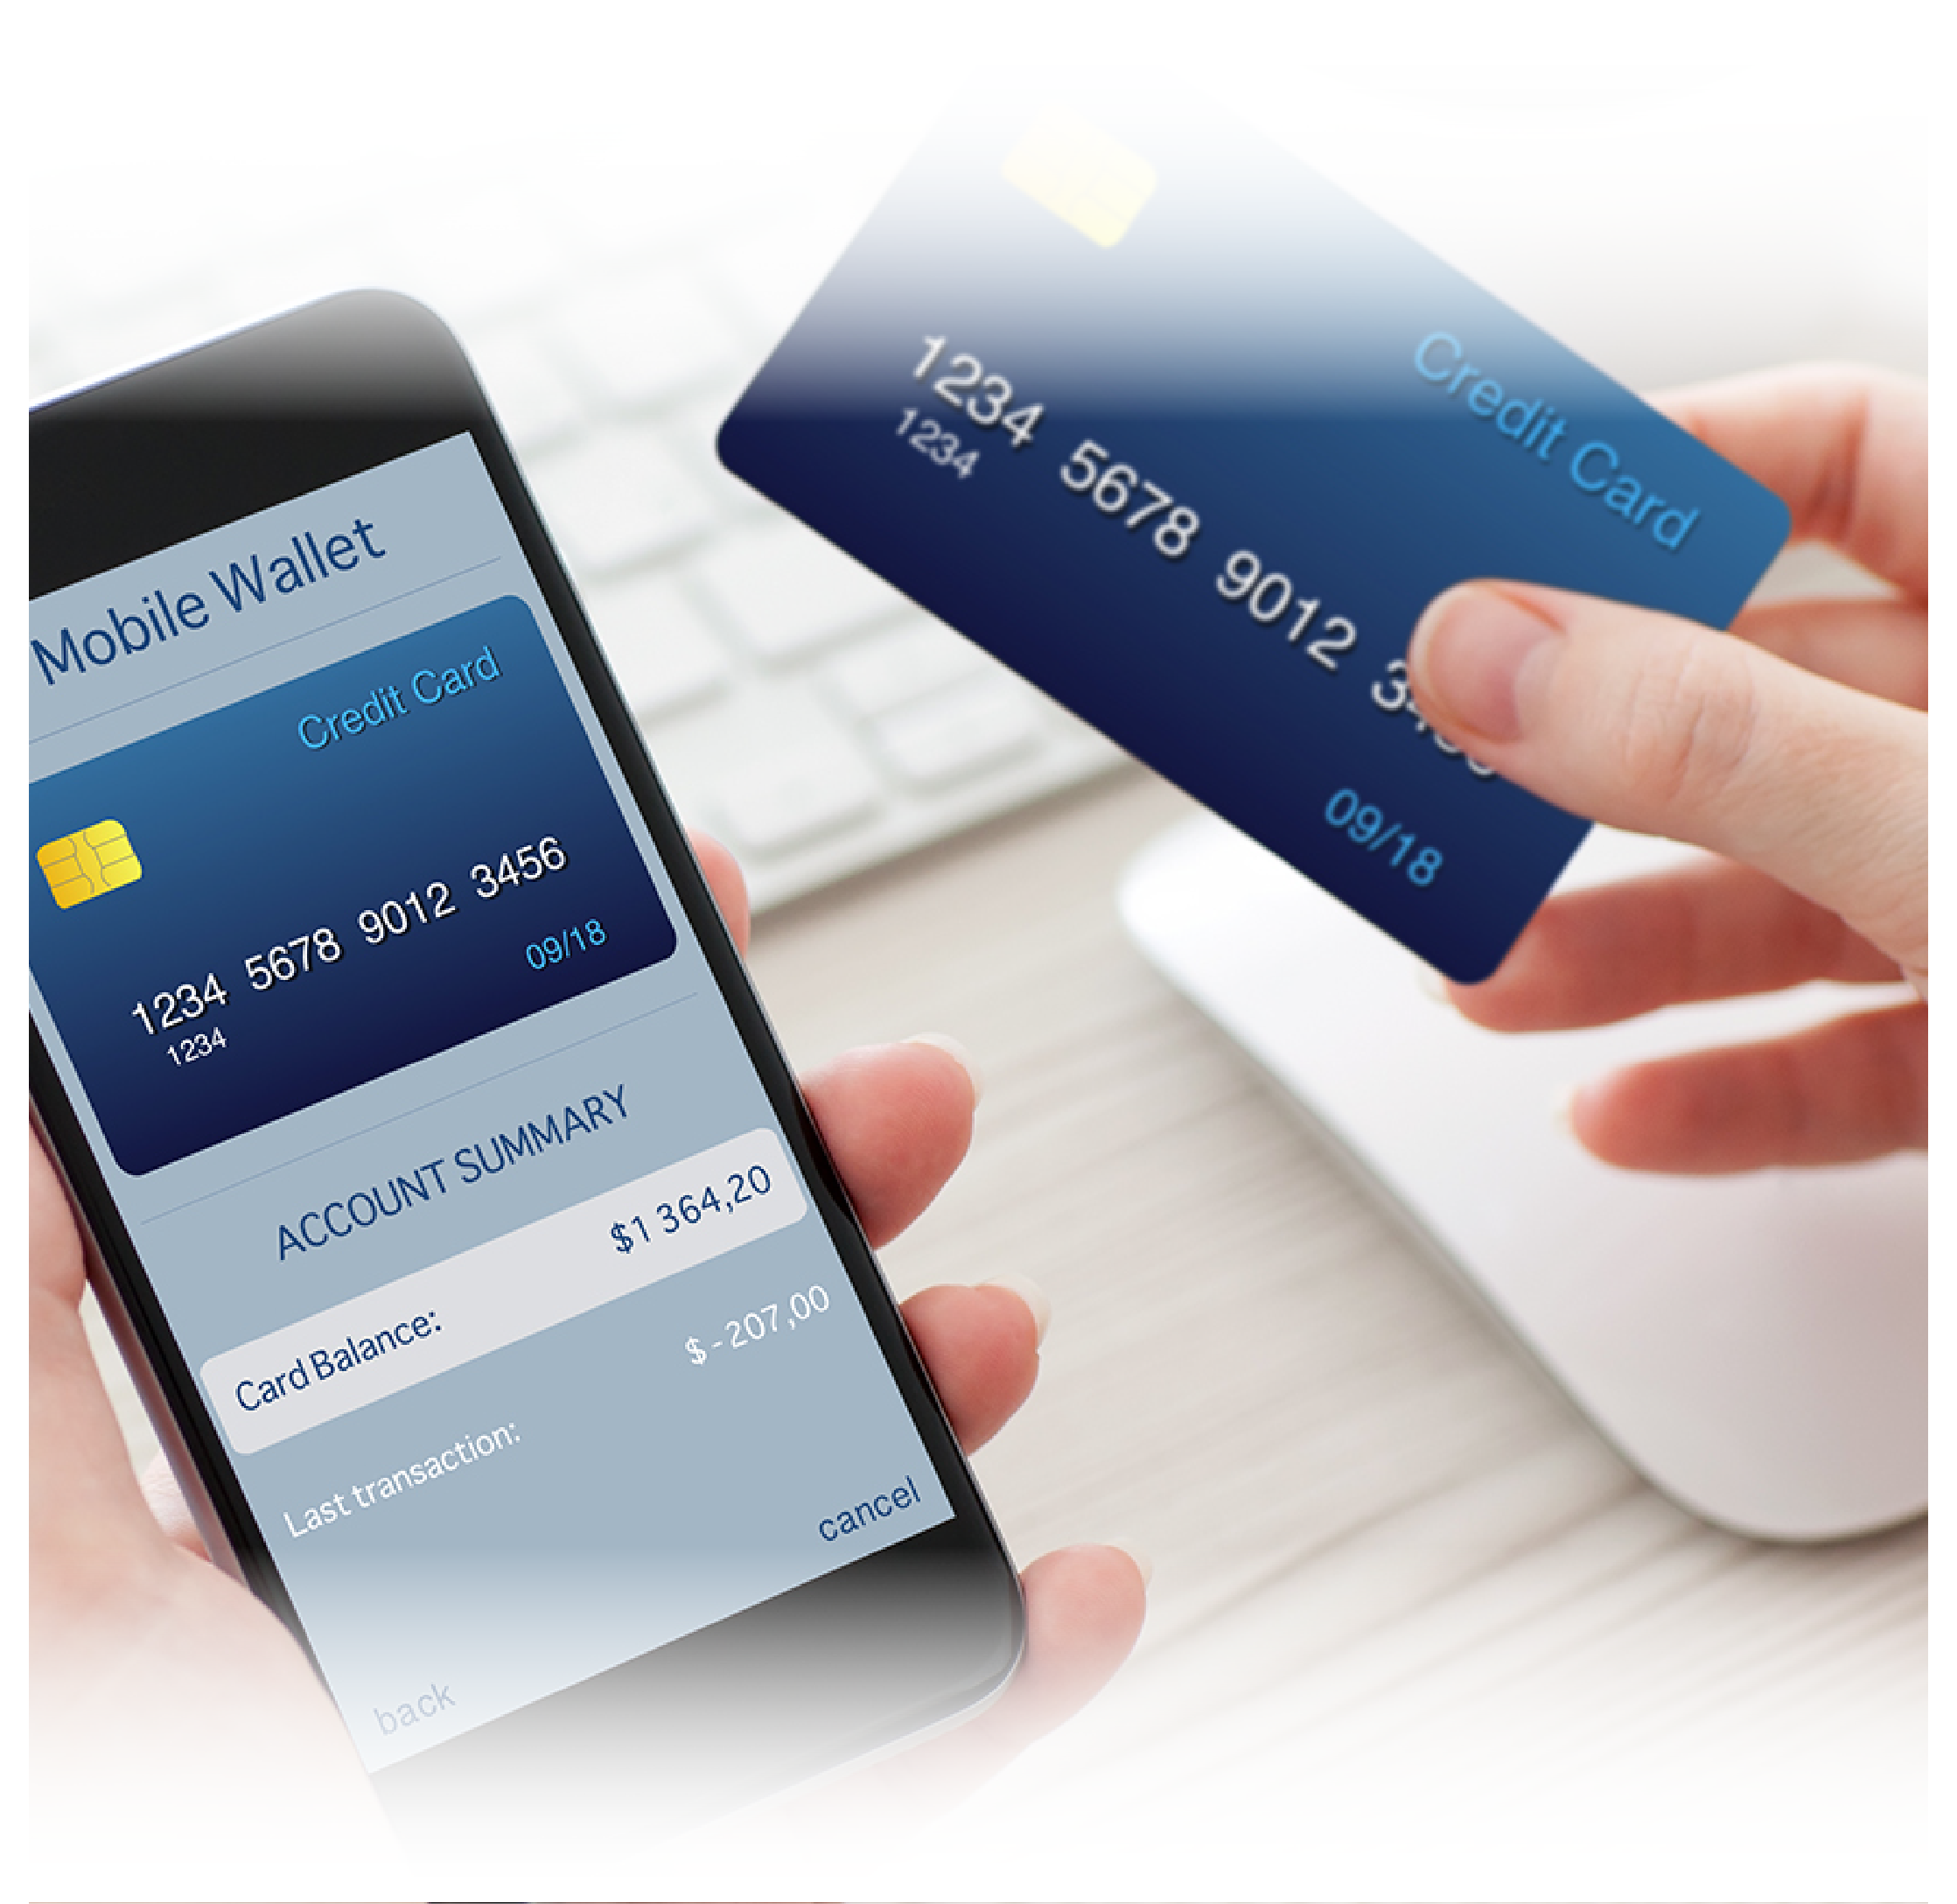 Mobile Wallet
Credit Card
1234 5678 9012 3456
1234
09/18
ACCOUNT SUMMARY
Card Balance: $1 364,20
Last transaction: $-207,00
cancel
back
Credit Card
1234 5678 9012
1234
09/18